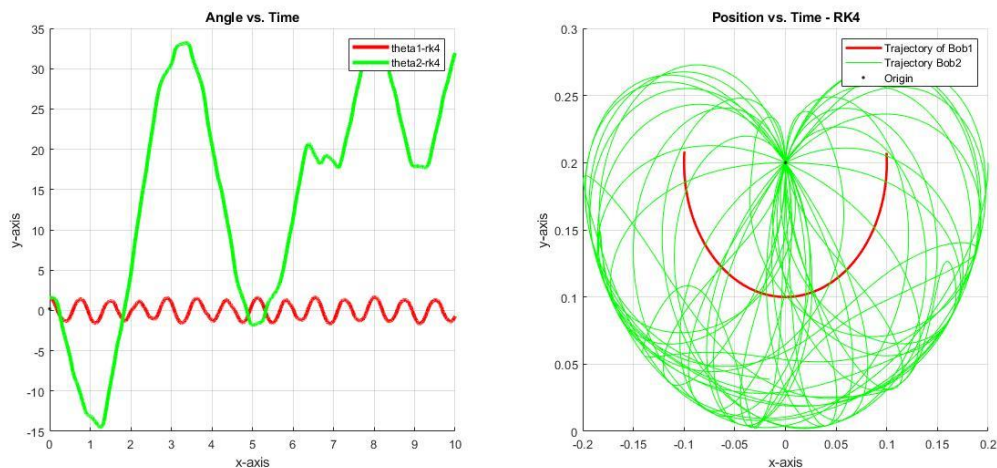 Angle vs. Time
theta1-rk4
theta2-rk4
35
30
25
20
15
10
5
0
-5
-10
-15
0 1 2 3 4 5 6 7 8 9 10
x-axis
y-axis
Position vs. Time - RK4
Trajectory of Bob1
Trajectory Bob2
Origin
0.3
0.25
0.2
0.15
0.1
0.05
0
-0.2 -0.15 -0.1 -0.05 0 0.05 0.1 0.15 0.2
x-axis
y-axis